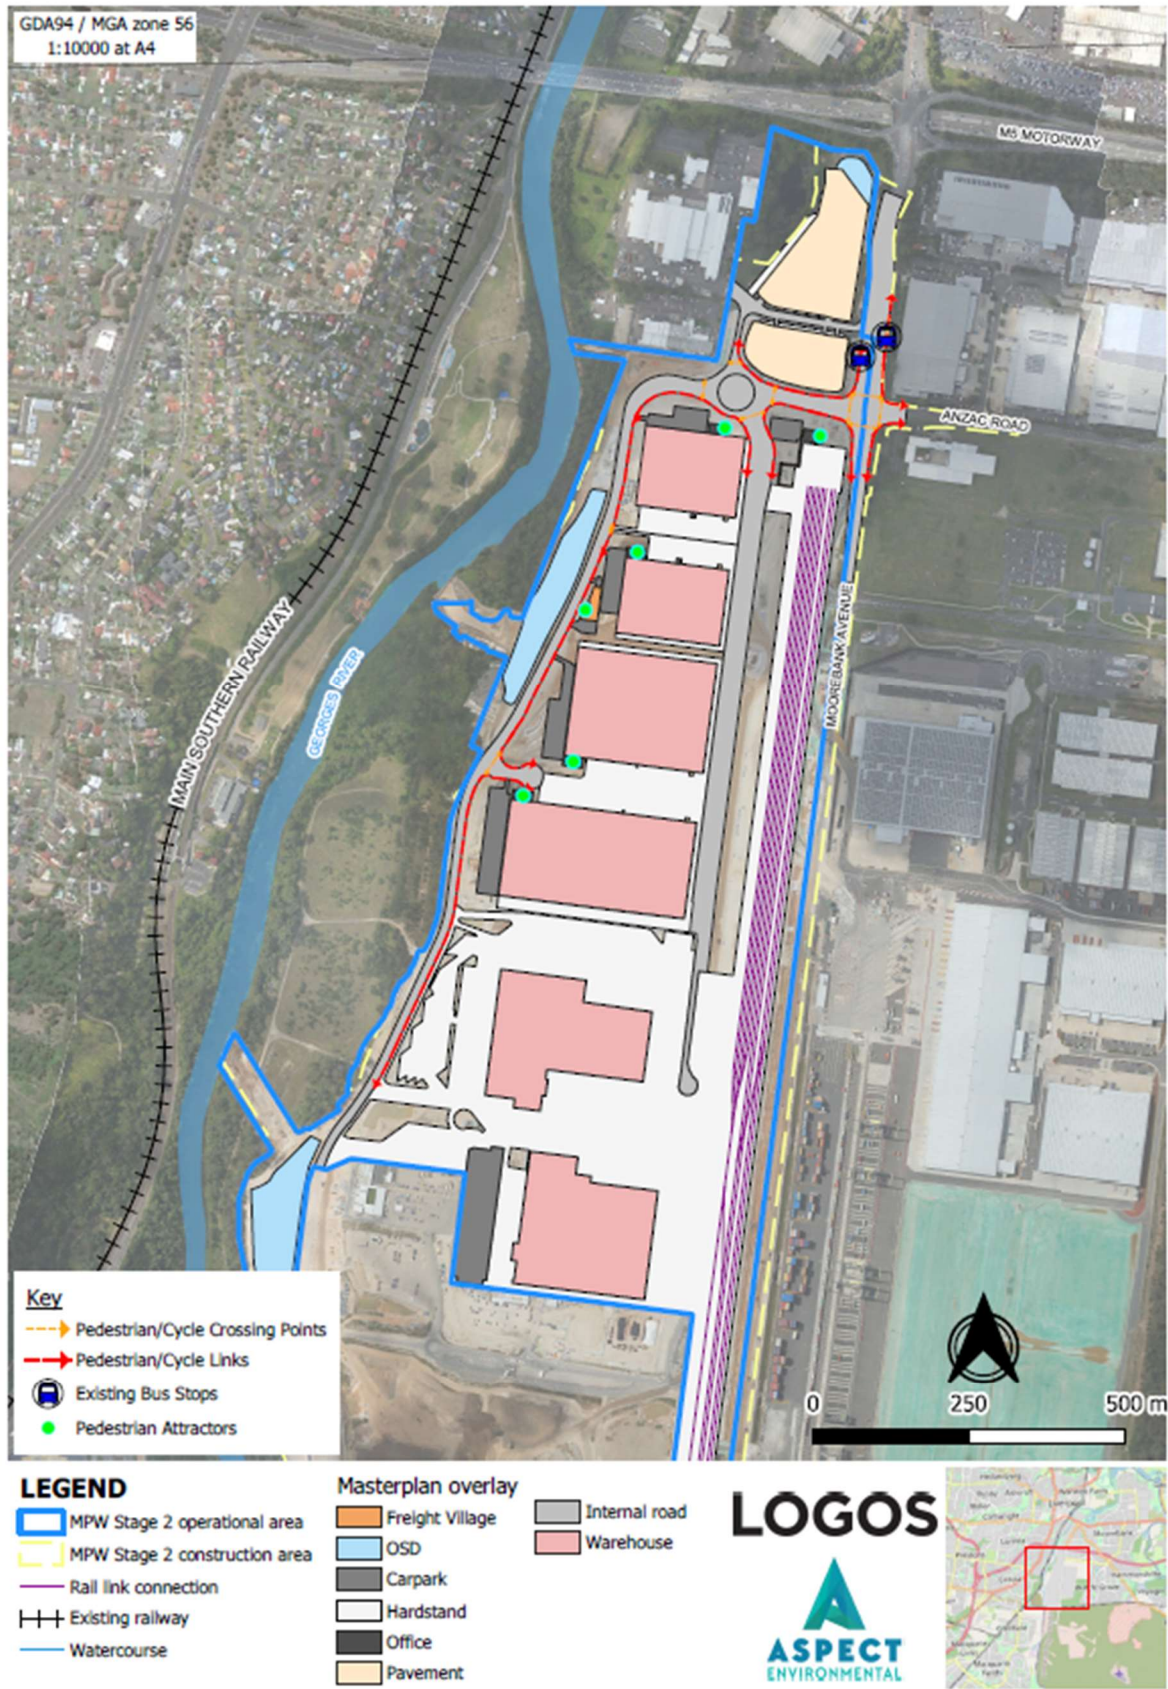 GDA94 / MGA zone 56
1:10000 at A4
M5 MOTORWAY
ANZAC ROAD
MOOREBANK AVENUE
MAIN SOUTHERN RAILWAY
GEORGES RIVER
Key
Pedestrian/Cycle Crossing Points
Pedestrian/Cycle Links
Existing Bus Stops
Pedestrian Attractors
0 250 500 m
LEGEND
MPW Stage 2 operational area
MPW Stage 2 construction area
Rail link connection
Existing railway
Watercourse
Masterplan overlay
Freight Village
OSD
Carpark
Hardstand
Office
Pavement
Internal road
Warehouse
LOGOS
ASPECT
ENVIRONMENTAL